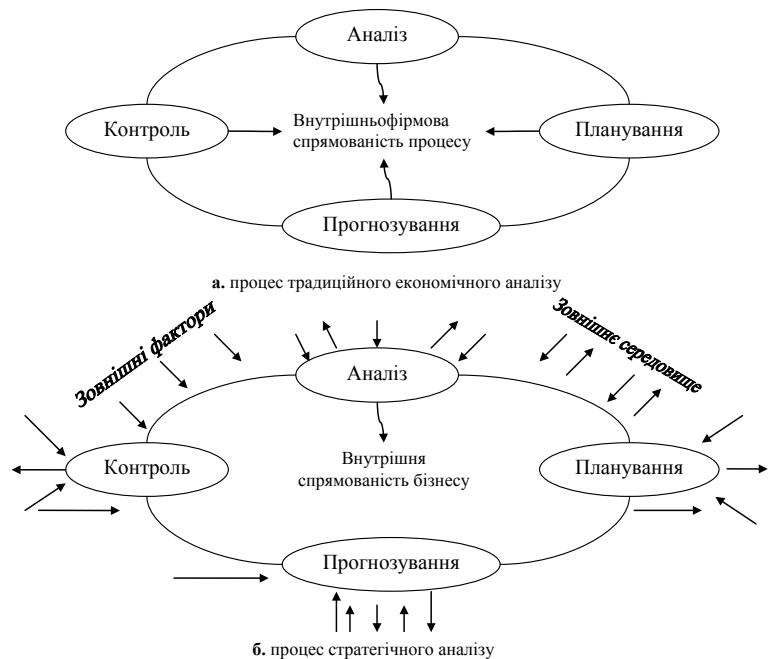 Аналіз
Контроль
Внутрішньофірмова
спрямованість процесу
Планування
Прогнозування
а. процес традиційного економічного аналізу
Зовнішні фактори
Зовнішнє середовище
Аналіз
Контроль
Внутрішня
спрямованість бізнесу
Планування
Прогнозування
б. процес стратегічного аналізу